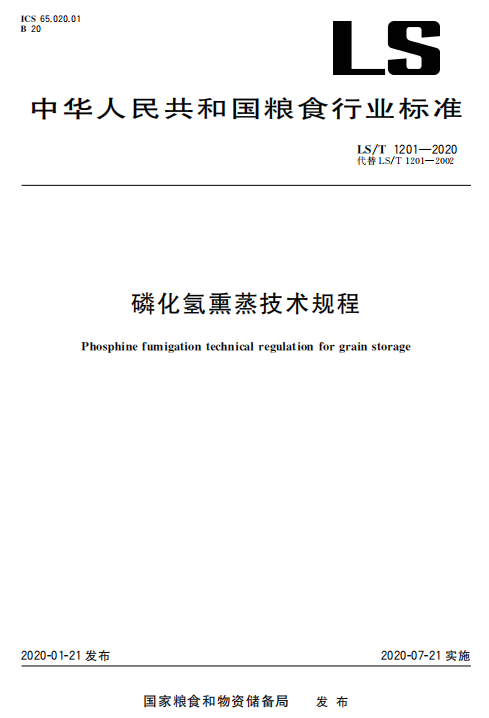 ICS 65.020.01
B 20
LS
中华人民共和国粮食行业标准
LS/T 1201—2020
代替LS/T 1201—2002
磷化氢熏蒸技术规程
Phosphine fumigation technical regulation for grain storage
2020-01-21 发布 2020-07-21 实施
国家粮食和物资储备局 发布